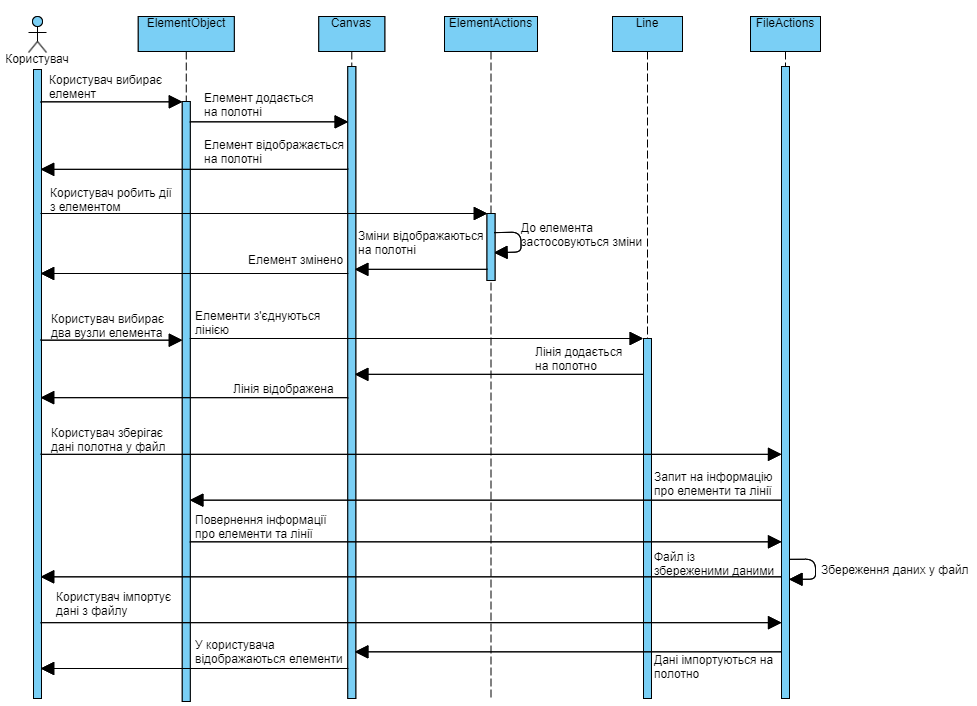 ElementObject
Canvas
ElementActions
Line
FileActions
Користувач
Користувач вибирає
елемент
Елемент додається
на полотні
Елемент відображається
на полотні
Користувач робить дії
з елементом
До елемента
застосовуються зміни
Зміни відображаються
на полотні
Елемент змінено
Користувач вибирає
два вузли елемента
Елементи з'єднуються
лінією
Лінія додається
на полотно
Лінія відображена
Користувач зберігає
дані полотна у файл
Запит на інформацію
про елементи та лінії
Повернення інформації
про елементи та лінії
Файл із
збереженими даними
Збереження даних у файл
Користувач імпортує
дані з файлу
У користувача
відображаються елементи
Дані імпортуються на
полотно